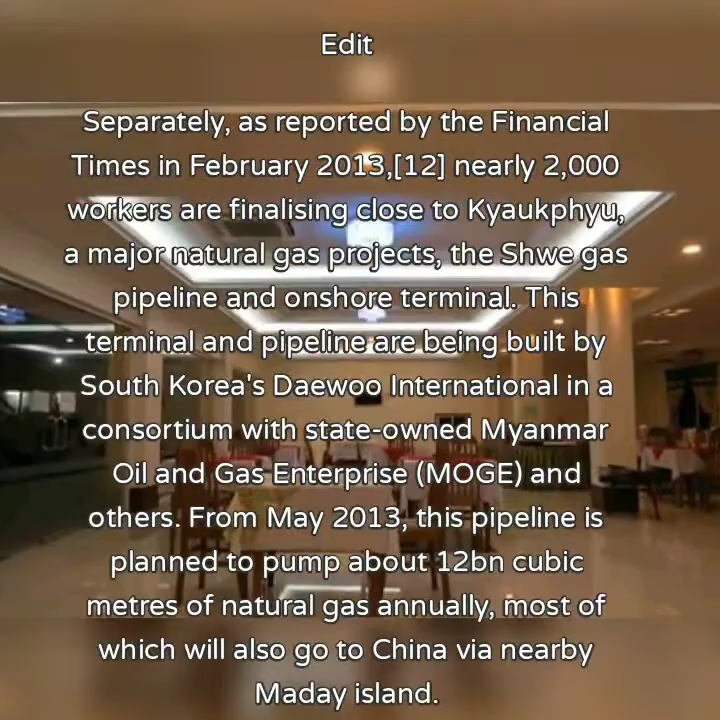 Edit
Separately, as reported by the Financial
Times in February 2013,[12] nearly 2,000
workers are finalising close to Kyaukphyu,
a major natural gas projects, the Shwe gas
pipeline and onshore terminal. This
terminal and pipeline are being built by
South Korea's Daewoo International in a
consortium with state-owned Myanmar
Oil and Gas Enterprise (MOGE) and
others. From May 2013, this pipeline is
planned to pump about 12bn cubic
metres of natural gas annually, most of
which will also go to China via nearby
Maday island.